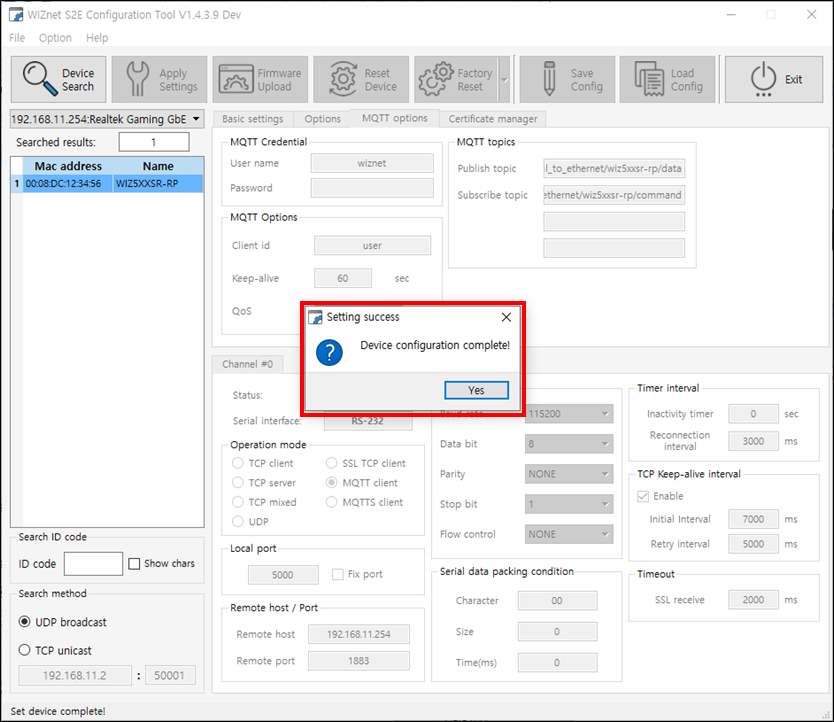 WIZnet S2E Configuration Tool V1.4.3.9 Dev
File Option Help
Device Search
Apply Settings
Firmware Upload
Reset Device
Factory Reset
Save Config
Load Config
Exit
192.168.11.254:Realtek Gaming GbE
Searched results: 1
Mac address Name
1 00:08:DC:12:34:56 WIZ5XXSR-RP
Search ID code
ID code Show chars
Search method
UDP broadcast
TCP unicast
192.168.11.2 : 50001
Basic settings Options MQTT options Certificate manager
MQTT Credential
User name wiznet
Password
MQTT Options
Client id user
Keep-alive 60 sec
QoS
MQTT topics
Publish topic il_to_ethernet/wiz5xxsr-rp/data
Subscribe topic ethernet/wiz5xxsr-rp/command
Setting success
Device configuration complete!
Yes
Channel #0
Status:
Serial interface: RS-232
Operation mode
TCP client SSL TCP client
TCP server MQTT client
TCP mixed MQTTS client
UDP
Local port
5000 Fix port
Remote host / Port
Remote host 192.168.11.254
Remote port 1883
Baud rate 115200
Data bit 8
Parity NONE
Stop bit 1
Flow control NONE
Serial data packing condition
Character 00
Size 0
Time(ms) 0
Timer interval
Inactivity timer 0 sec
Reconnection interval 3000 ms
TCP Keep-alive interval
Enable
Initial Interval 7000 ms
Retry interval 5000 ms
Timeout
SSL receive 2000 ms
Set device complete!